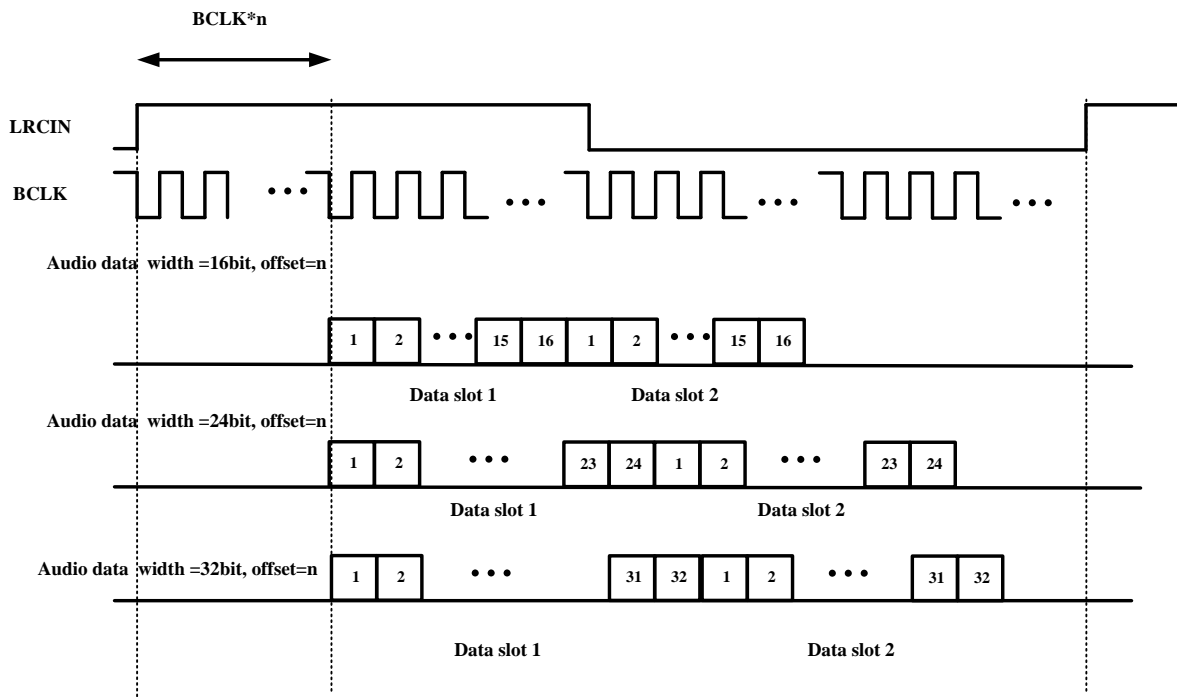 BCLK*n
LRCIN
BCLK
Audio data width =16bit, offset=n
1 2 15 16 1 2 15 16
Data slot 1 Data slot 2
Audio data width =24bit, offset=n
1 2 23 24 1 2 23 24
Data slot 1 Data slot 2
Audio data width =32bit, offset=n
1 2 31 32 1 2 31 32
Data slot 1 Data slot 2